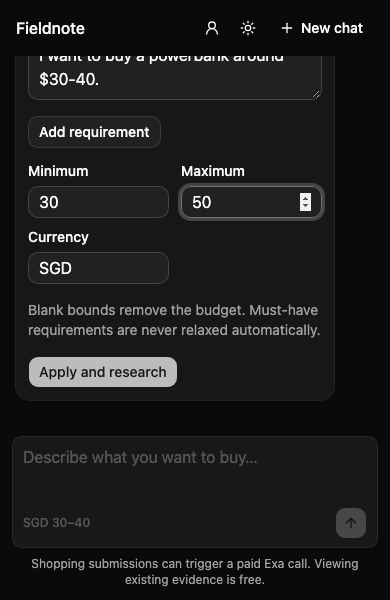 Fieldnote
New chat
I want to buy a powerbank around
$30-40.
Add requirement
Minimum
Maximum
30
50
Currency
SGD
Blank bounds remove the budget. Must-have
requirements are never relaxed automatically.
Apply and research
Describe what you want to buy...
SGD 30–40
Shopping submissions can trigger a paid Exa call. Viewing
existing evidence is free.